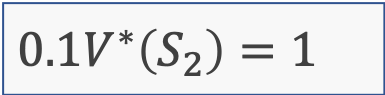 0.1V*(S₂) = 1